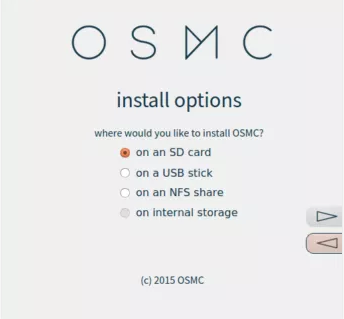 OSMC
install options
where would you like to install OSMC?
on an SD card
on a USB stick
on an NFS share
on internal storage
(c) 2015 OSMC